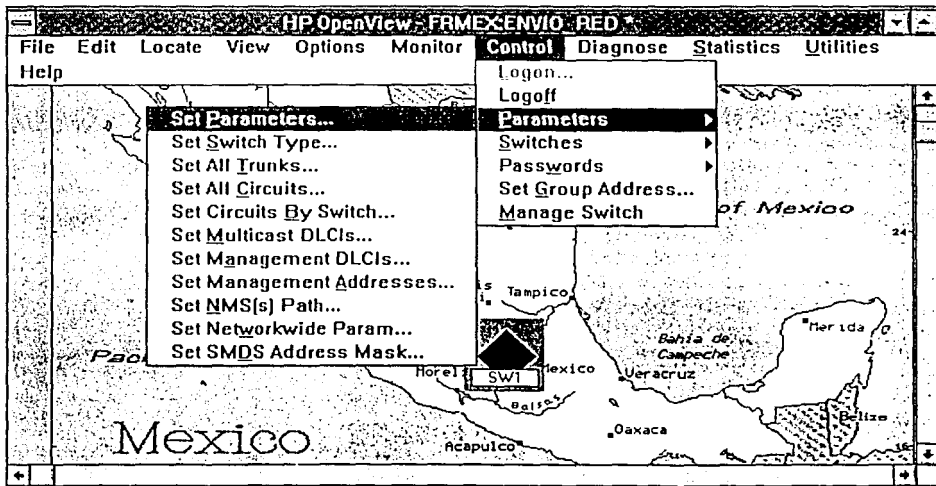 HP OpenView - FRMEX:ENVIO_RED *
File Edit Locate View Options Monitor Control Diagnose Statistics Utilities
Help
Logon...
Logoff
Parameters
Switches
Passwords
Set Group Address...
Manage Switch
Set Parameters...
Set Switch Type...
Set All Trunks...
Set All Circuits...
Set Circuits By Switch...
Set Multicast DLCIs...
Set Management DLCIs...
Set Management Addresses...
Set NMS(s) Path...
Set Networkwide Param...
Set SMDS Address Mask...
of Mexico
24
Tampico
Merida
Bahia de
Campeche
Mexico
SW1
Veracruz
Balsas
Belize
Oaxaca
Mexico
Acapulco